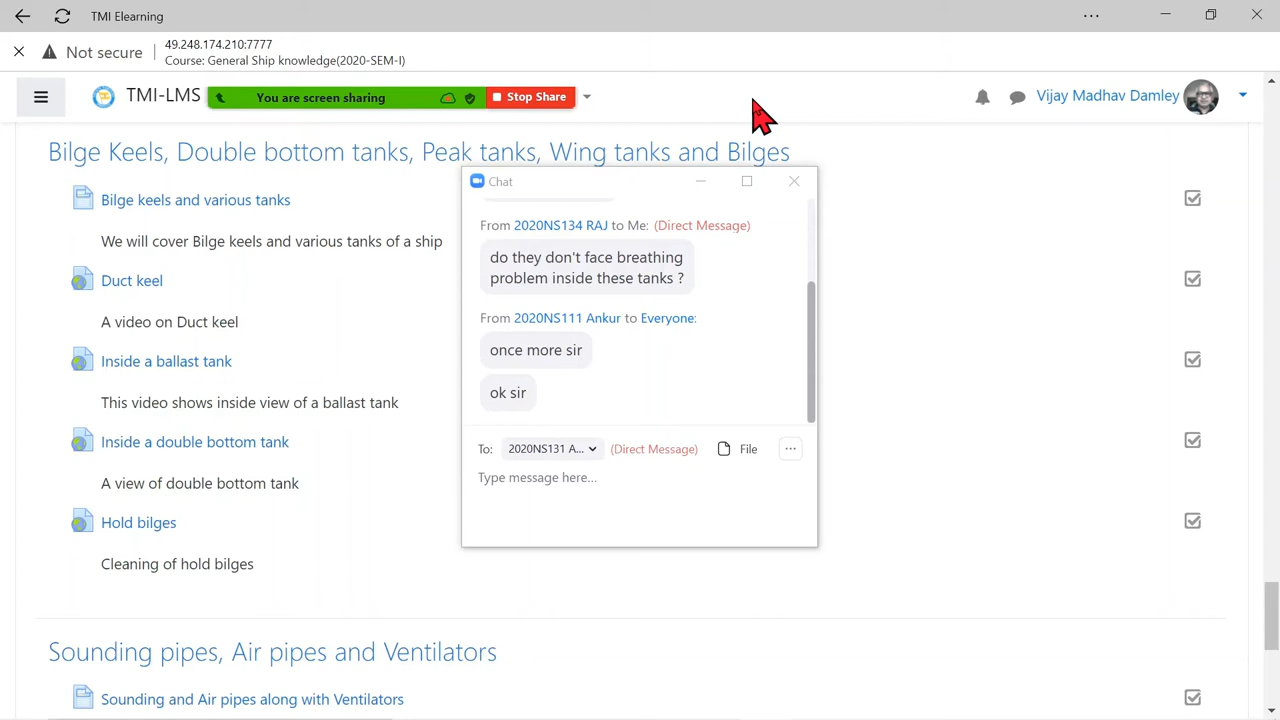 TMI Elearning
Not secure
49.248.174.210:7777
Course: General Ship knowledge(2020-SEM-I)
TMI-LMS
You are screen sharing
Stop Share
Vijay Madhav Damley
Bilge Keels, Double bottom tanks, Peak tanks, Wing tanks and Bilges
Bilge keels and various tanks
We will cover Bilge keels and various tanks of a ship
Duct keel
A video on Duct keel
Inside a ballast tank
This video shows inside view of a ballast tank
Inside a double bottom tank
A view of double bottom tank
Hold bilges
Cleaning of hold bilges
Chat
From 2020NS134 RAJ to Me: (Direct Message)
do they don't face breathing
problem inside these tanks ?
From 2020NS111 Ankur to Everyone:
once more sir
ok sir
To: 2020NS131 A... (Direct Message) File
Type message here...
Sounding pipes, Air pipes and Ventilators
Sounding and Air pipes along with Ventilators